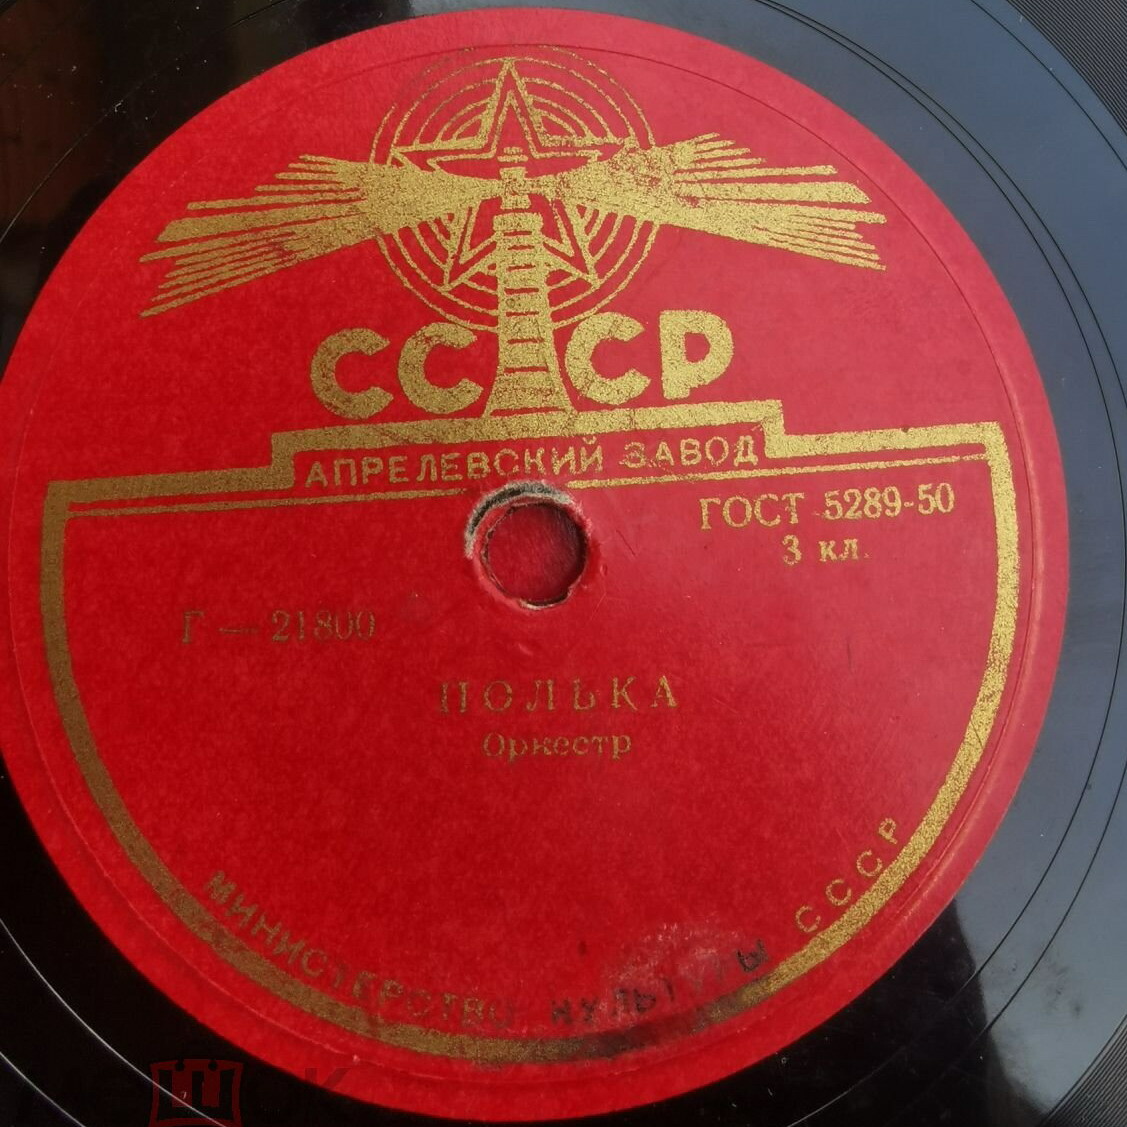 СССР
АПРЕЛЕВСКИЙ ЗАВОД
ГОСТ 5289-50
3 кл.
Г — 21800
ПОЛЬКА
Оркестр
МИНИСТЕРСТВО КУЛЬТУРЫ СССР